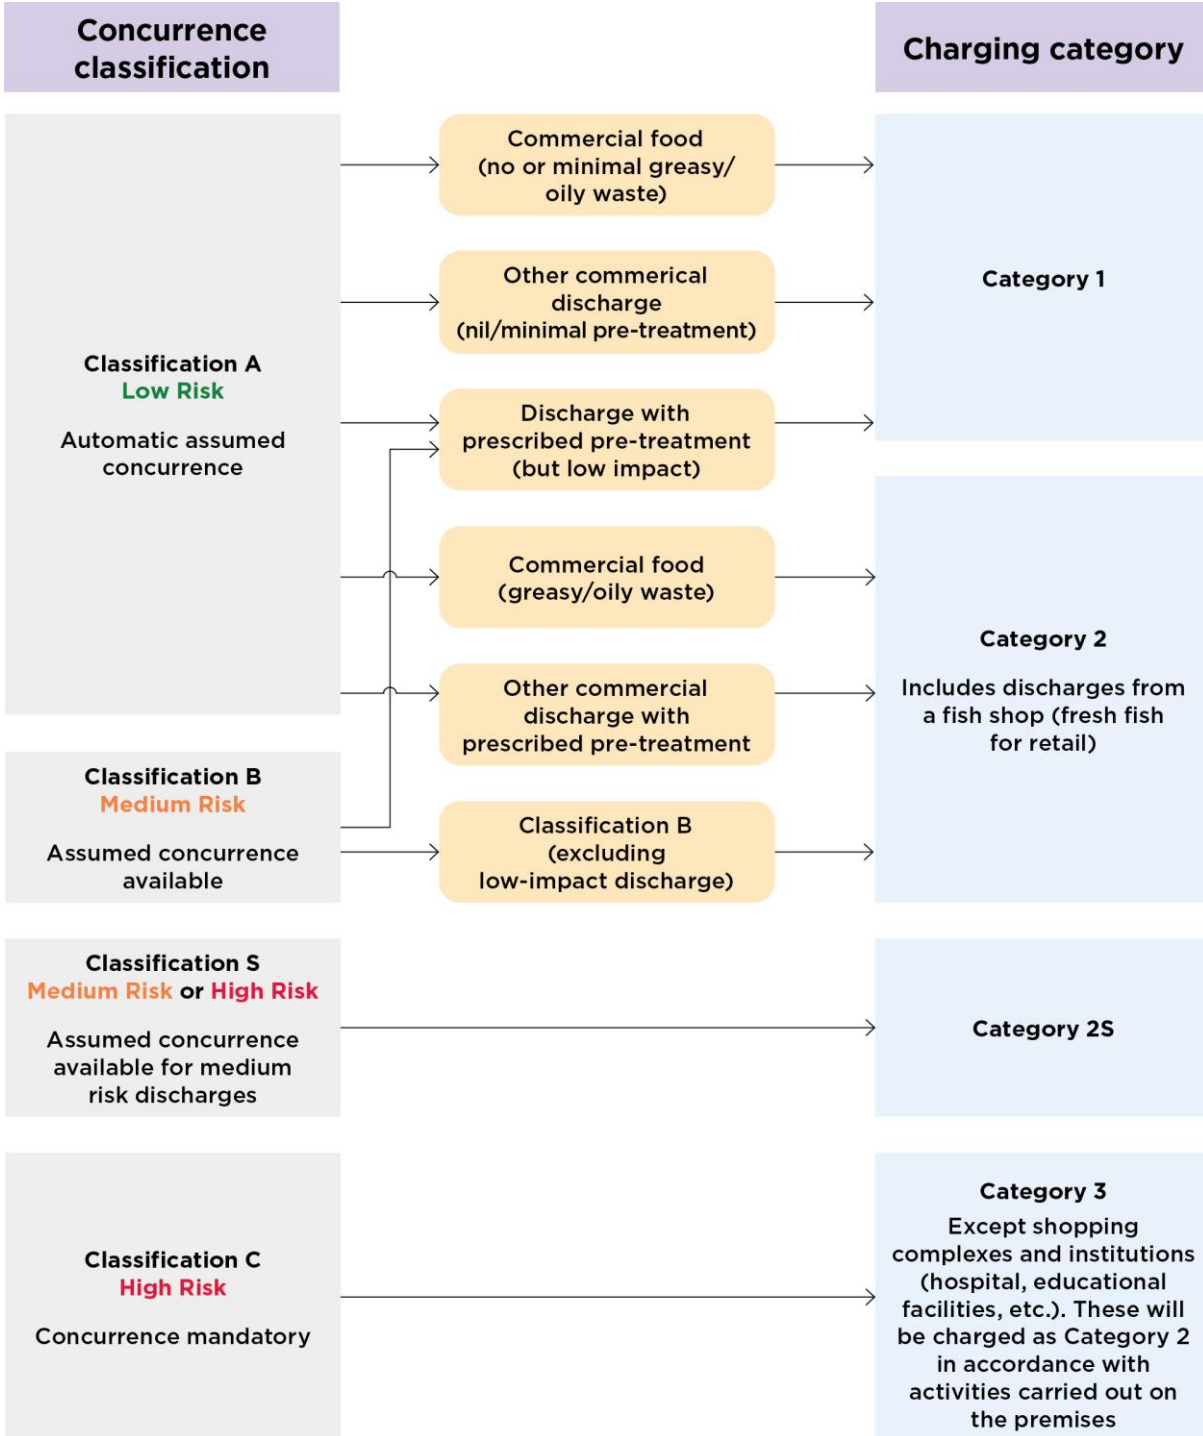 Concurrence
classification
Charging category
Classification A
Low Risk
Automatic assumed
concurrence
Commercial food
(no or minimal greasy/
oily waste)
Other commerical
discharge
(nil/minimal pre-treatment)
Discharge with
prescribed pre-treatment
(but low impact)
Category 1
Commercial food
(greasy/oily waste)
Other commercial
discharge with
prescribed pre-treatment
Classification B
Medium Risk
Assumed concurrence
available
Classification B
(excluding
low-impact discharge)
Category 2
Includes discharges from
a fish shop (fresh fish
for retail)
Classification S
Medium Risk or High Risk
Assumed concurrence
available for medium
risk discharges
Category 2S
Classification C
High Risk
Concurrence mandatory
Category 3
Except shopping
complexes and institutions
(hospital, educational
facilities, etc.). These will
be charged as Category 2
in accordance with
activities carried out on
the premises